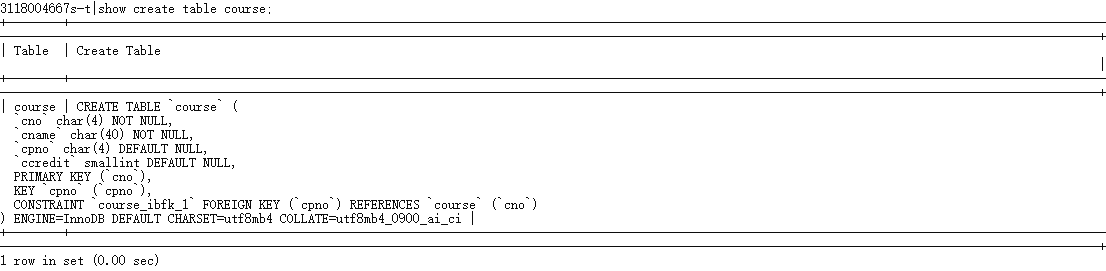 3118004667s-t|show create table course;
| Table | Create Table
|
| course | CREATE TABLE `course` (
`cno` char(4) NOT NULL,
`cname` char(40) NOT NULL,
`cpno` char(4) DEFAULT NULL,
`ccredit` smallint DEFAULT NULL,
PRIMARY KEY (`cno`),
KEY `cpno` (`cpno`),
CONSTRAINT `course_ibfk_1` FOREIGN KEY (`cpno`) REFERENCES `course` (`cno`)
) ENGINE=InnoDB DEFAULT CHARSET=utf8mb4 COLLATE=utf8mb4_0900_ai_ci |
1 row in set (0.00 sec)